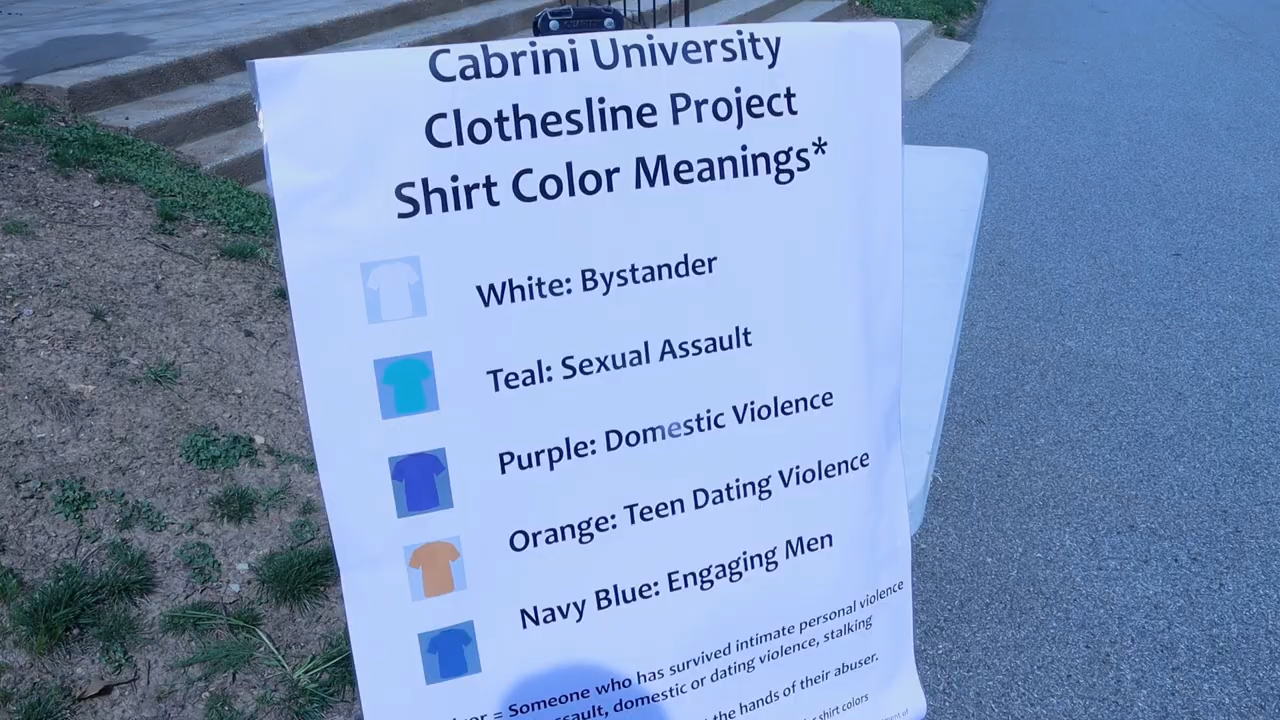 Cabrini University
Clothesline Project
Shirt Color Meanings*
White: Bystander
Teal: Sexual Assault
Purple: Domestic Violence
Orange: Teen Dating Violence
Navy Blue: Engaging Men
= Someone who has survived intimate personal violence
domestic or dating violence, stalking
the hands of their abuser.
shirt colors